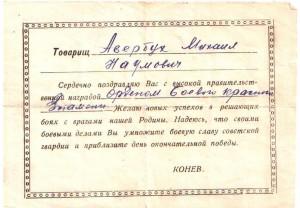 Товарищ Авербух Михаил
Наумович
Сердечно поздравляю Вас с высокой правительст-
венной наградой Орденом Боевого Красного
Знамени Желаю новых успехов в решающих
боях с врагами нашей Родины. Надеюсь, что своими
боевыми делами Вы умножите боевую славу советской
гвардии и приблизите день окончательной победы.
КОНЕВ.